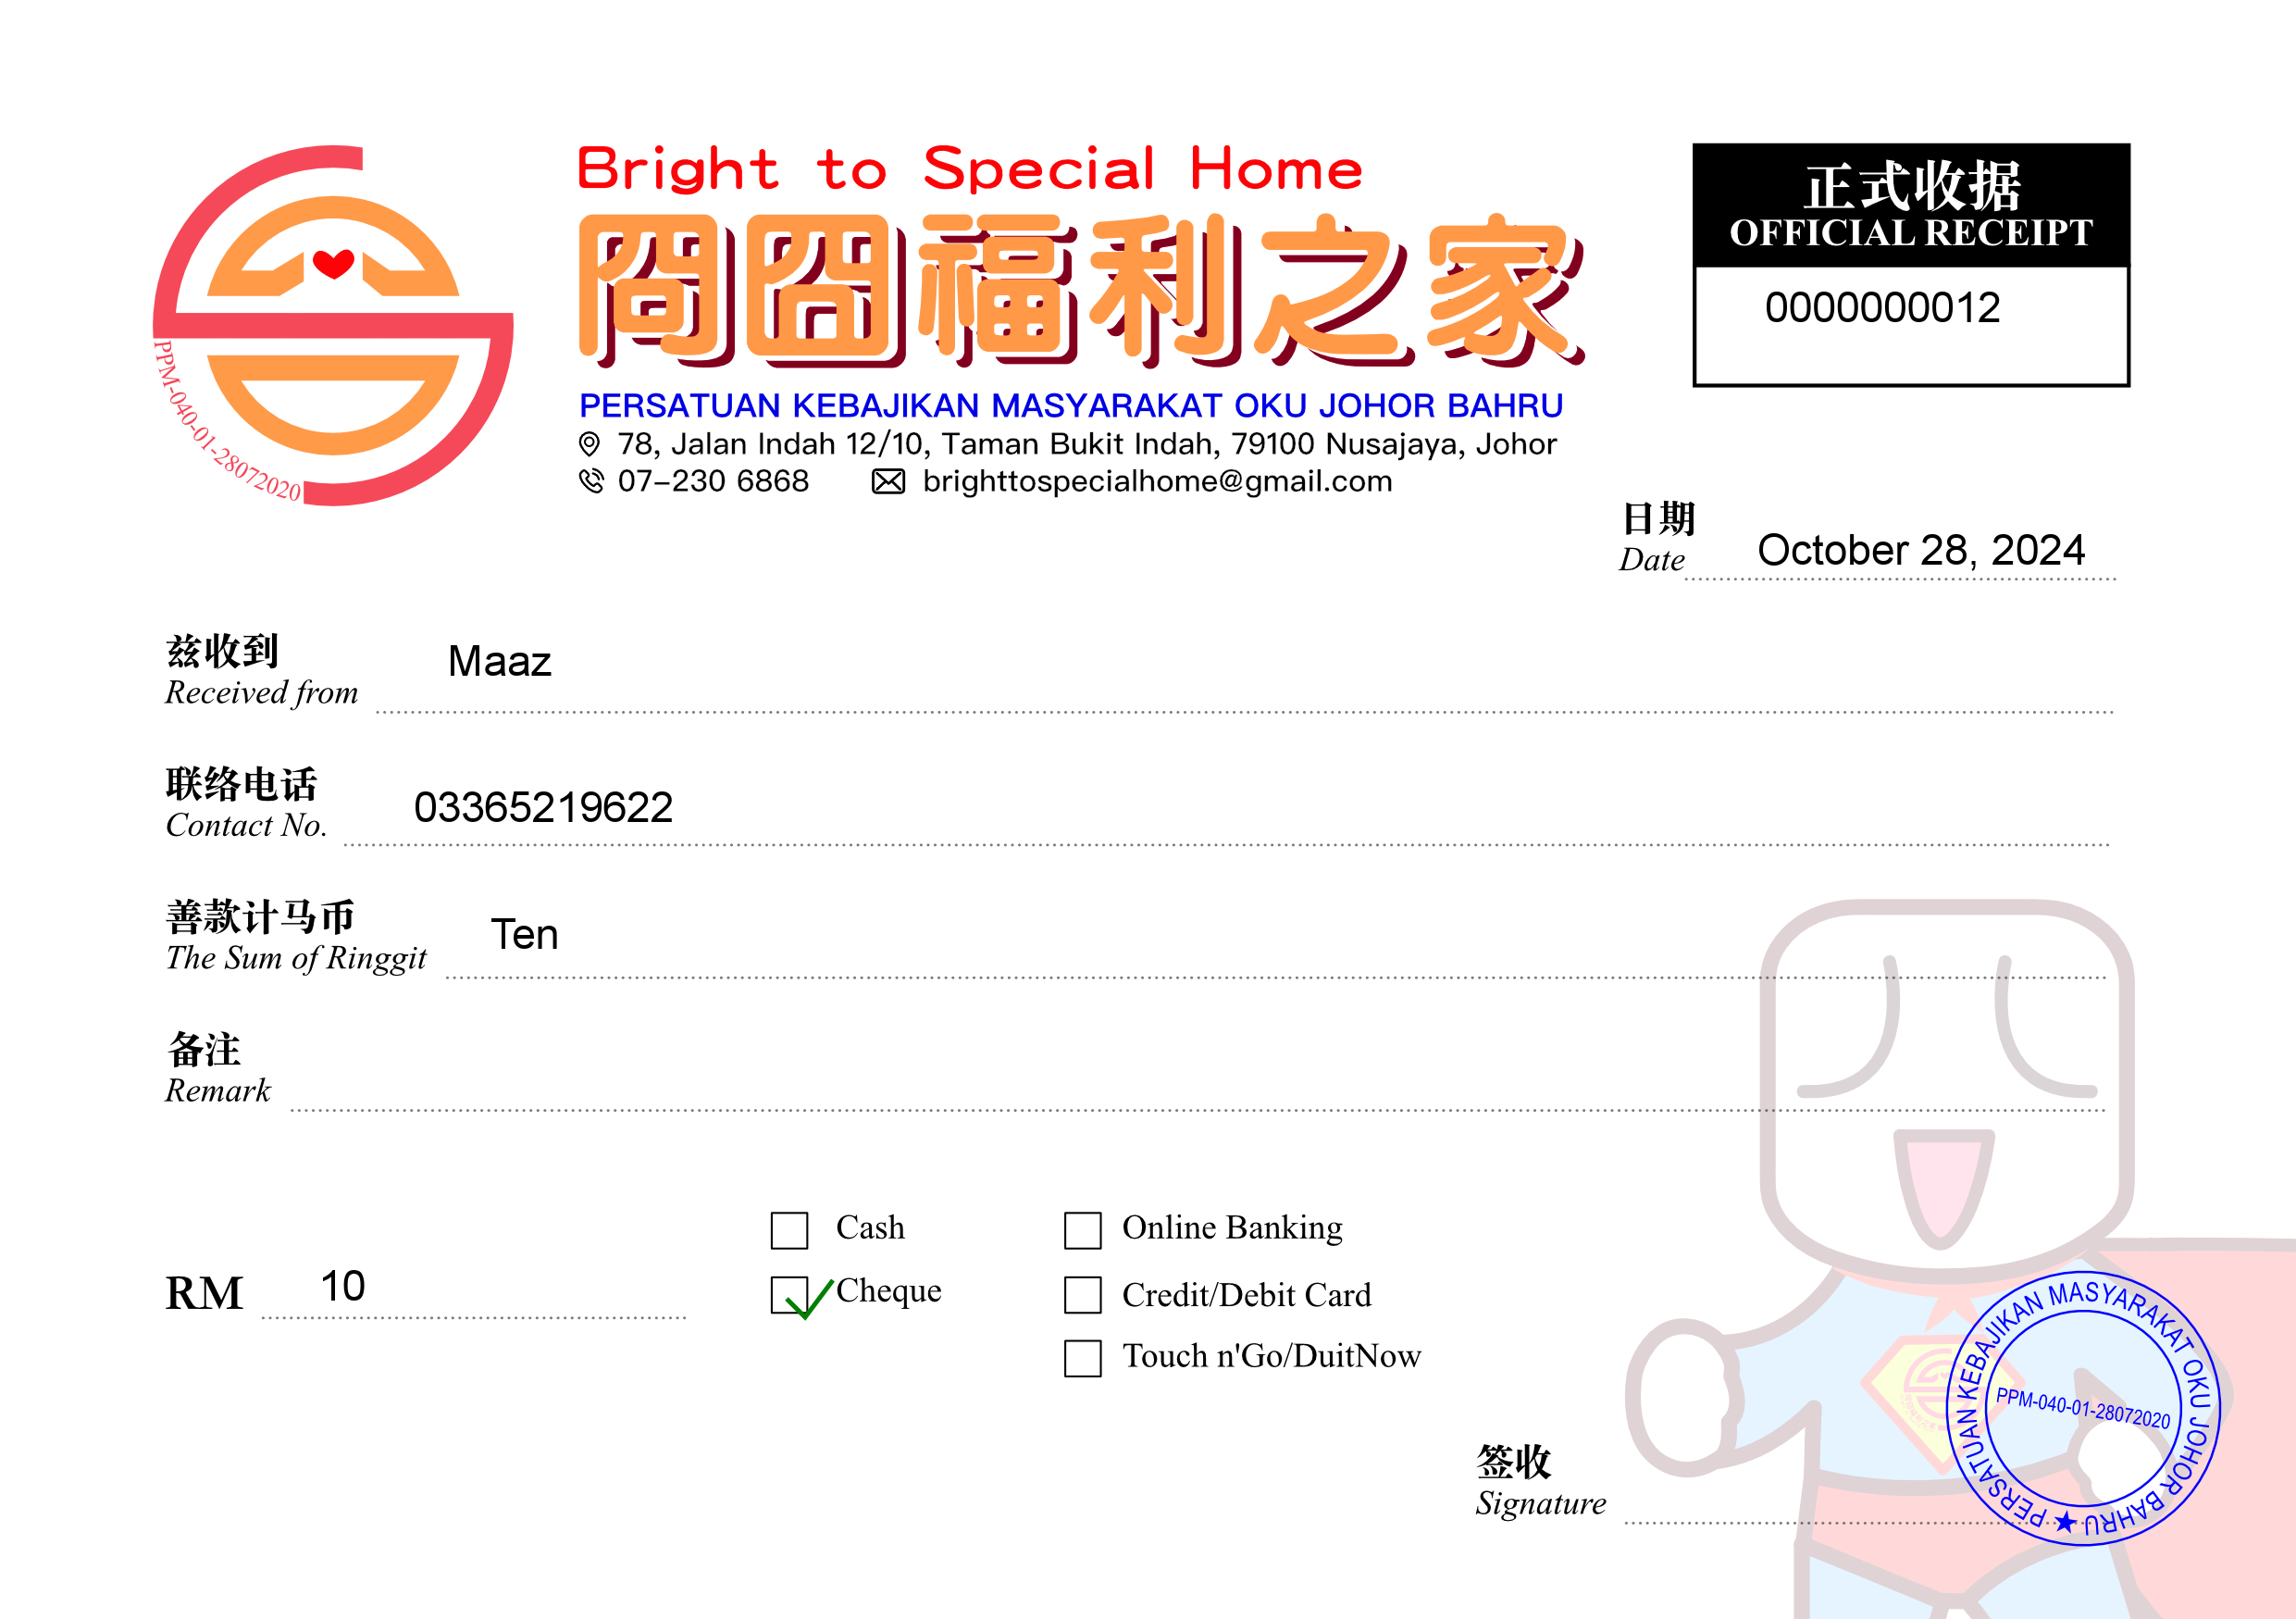 Bright to Special Home
冏囧福利之家
PERSATUAN KEBAJIKAN MASYARAKAT OKU JOHOR BAHRU
78, Jalan Indah 12/10, Taman Bukit Indah, 79100 Nusajaya, Johor
07-230 6868 brighttospecialhome@gmail.com
PPM-040-01-28072020
正式收据
OFFICIAL RECEIPT
0000000012
日期
Date October 28, 2024
兹收到
Received from Maaz
联络电话
Contact No. 03365219622
善款计马币
The Sum of Ringgit Ten
备注
Remark
RM 10
Cash
Cheque
Online Banking
Credit/Debit Card
Touch n'Go/DuitNow
签收
Signature
PERSATUAN KEBAJIKAN MASYARAKAT OKU JOHOR BAHRU
PPM-040-01-28072020